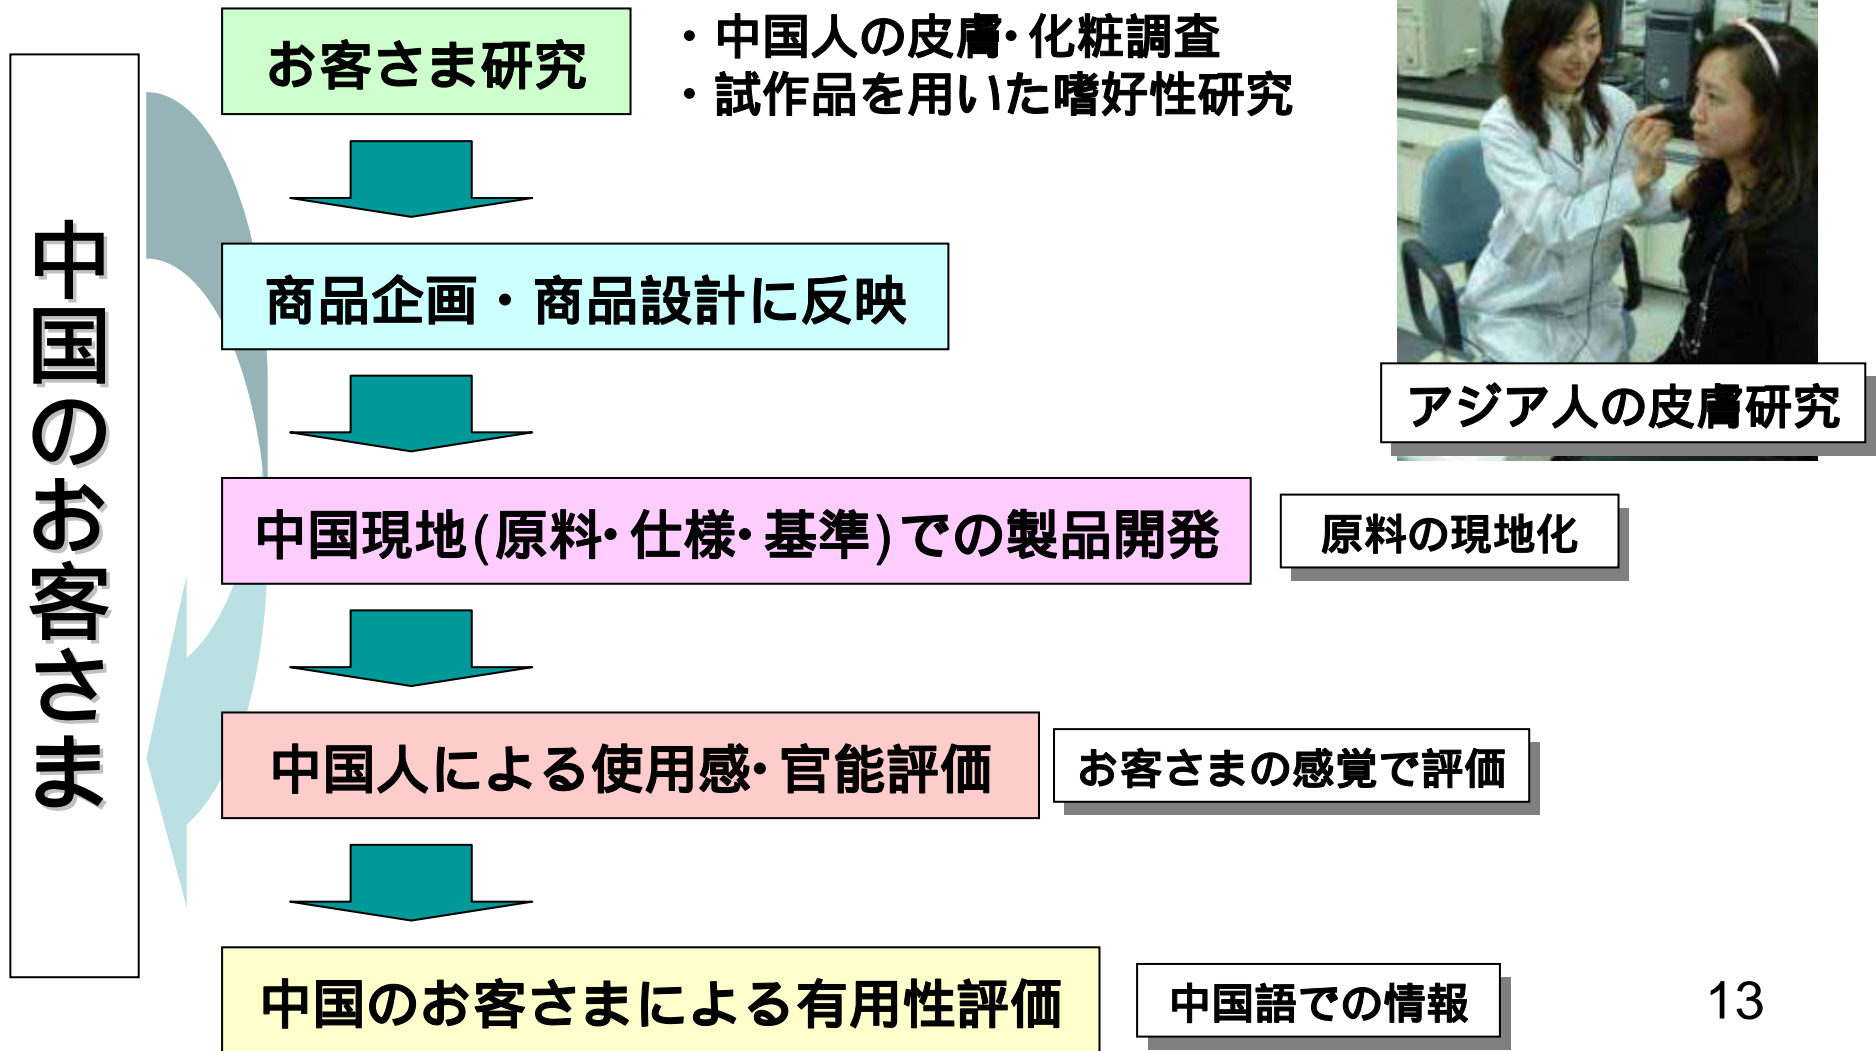 中国のお客さま
お客さま研究
・中国人の皮膚・化粧調査
・試作品を用いた嗜好性研究
商品企画・商品設計に反映
アジア人の皮膚研究
中国現地(原料・仕様・基準)での製品開発
原料の現地化
中国人による使用感・官能評価
お客さまの感覚で評価
中国のお客さまによる有用性評価
中国語での情報
13